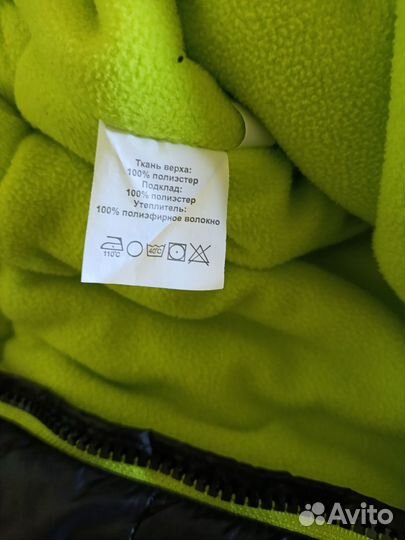 Ткань верха:
100% полиэстер
Подклад:
100% полиэстер
Утеплитель:
100% полиэфирное волокно
110℃ 40℃
Avito